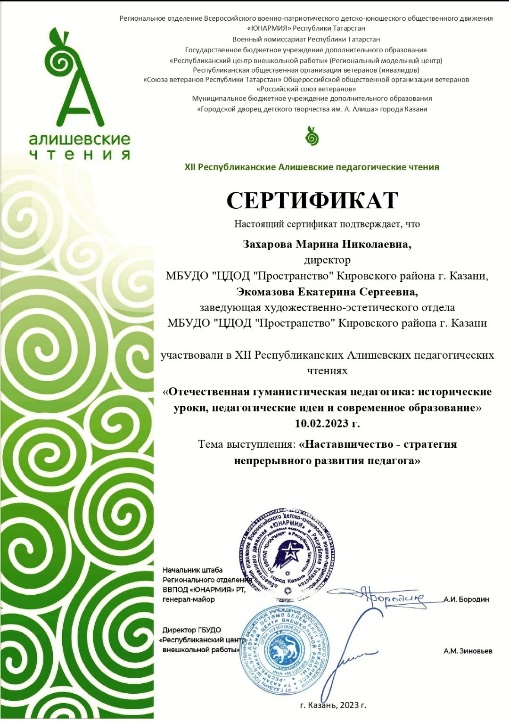 Региональное отделение Всероссийского военно-патриотического детско-юношеского общественного движения
«ЮНАРМИЯ» Республики Татарстан
Военный комиссариат Республики Татарстан
Государственное бюджетное учреждение дополнительного образования
«Республиканский центр внешкольной работы» (Региональный модельный центр)
Республиканская общественная организация ветеранов (инвалидов)
«Союз ветеранов Республики Татарстан» Общероссийской общественной организации ветеранов
«Российский союз ветеранов»
Муниципальное бюджетное учреждение дополнительного образования
«Городской дворец детского творчества им. А. Алиша» города Казани
алишевские
чтения
XII Республиканские Алишевские педагогические чтения
СЕРТИФИКАТ
Настоящий сертификат подтверждает, что
Захарова Марина Николаевна,
директор
МБУДО "ЦДОД "Пространство" Кировского района г. Казани,
Экомазова Екатерина Сергеевна,
заведующая художественно-эстетического отдела
МБУДО "ЦДОД "Пространство" Кировского района г. Казани
участвовали в XII Республиканских Алишевских педагогических
чтениях
«Отечественная гуманистическая педагогика: исторические
уроки, педагогические идеи и современное образование»
10.02.2023 г.
Тема выступления: «Наставничество - стратегия
непрерывного развития педагога»
Начальник штаба
Регионального отделения
ВВПОД «ЮНАРМИЯ» РТ,
генерал-майор
А.И. Бородин
Директор ГБУДО
«Республиканский центр
внешкольной работы»
А.М. Зиновьев
г. Казань, 2023 г.